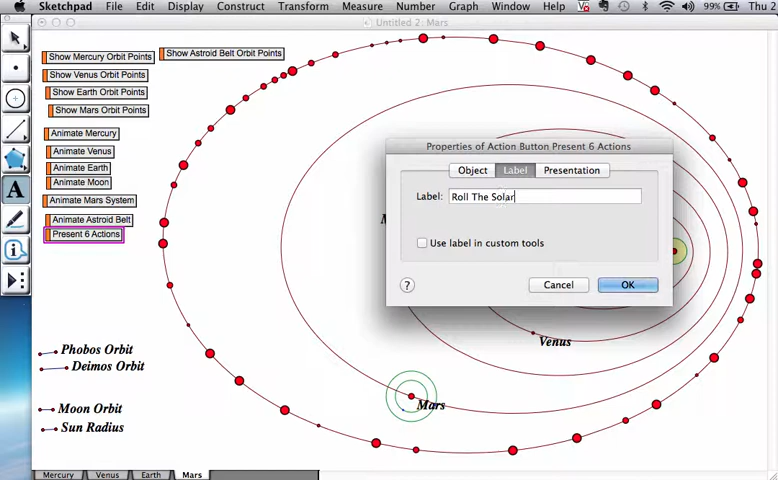 Sketchpad File Edit Display Construct Transform Measure Number Graph Window Help 99% Thu 2
Untitled 2: Mars
Show Mercury Orbit Points Show Astroid Belt Orbit Points
Show Venus Orbit Points
Show Earth Orbit Points
Show Mars Orbit Points
Animate Mercury
Animate Venus
Animate Earth
Animate Moon
Animate Mars System
Animate Astroid Belt
Present 6 Actions
A
Properties of Action Button Present 6 Actions
Object Label Presentation
Label: Roll The Solar
Use label in custom tools
? Cancel OK
M
Venus
Mars
Phobos Orbit
Deimos Orbit
Moon Orbit
Sun Radius
Mercury Venus Earth Mars